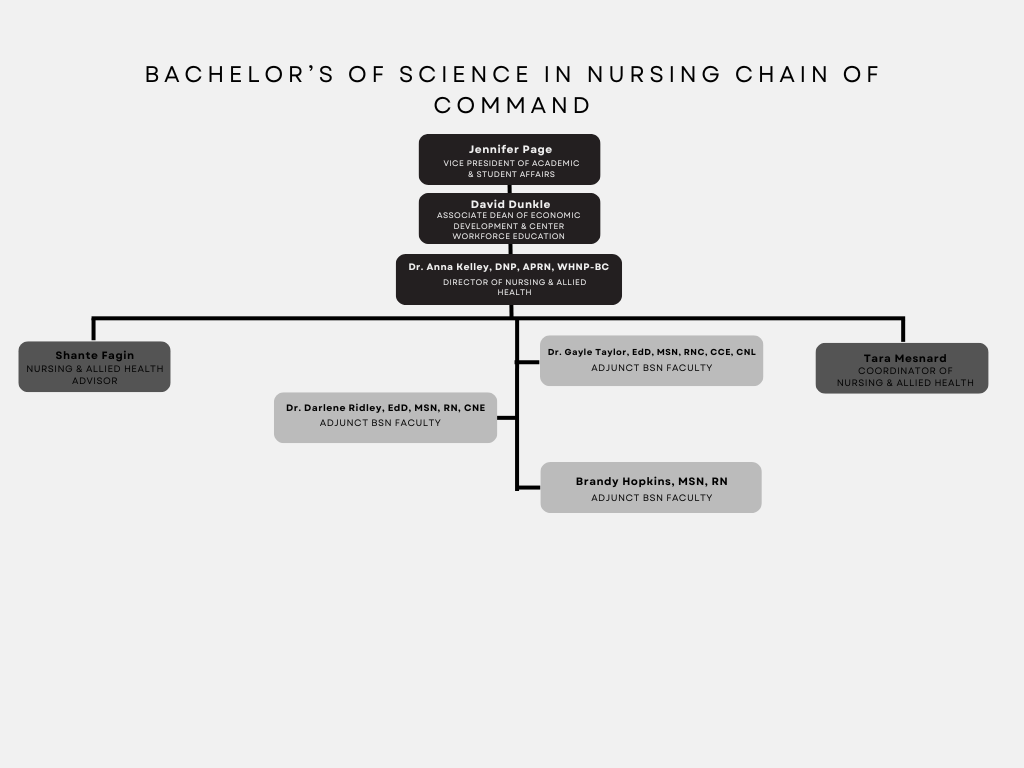 BACHELOR’S OF SCIENCE IN NURSING CHAIN OF
COMMAND
Jennifer Page
VICE PRESIDENT OF ACADEMIC
& STUDENT AFFAIRS
David Dunkle
ASSOCIATE DEAN OF ECONOMIC
DEVELOPMENT & CENTER
WORKFORCE EDUCATION
Dr. Anna Kelley, DNP, APRN, WHNP-BC
DIRECTOR OF NURSING & ALLIED
HEALTH
Shante Fagin
NURSING & ALLIED HEALTH
ADVISOR
Dr. Gayle Taylor, EdD, MSN, RNC, CCE, CNL
ADJUNCT BSN FACULTY
Tara Mesnard
COORDINATOR OF
NURSING & ALLIED HEALTH
Dr. Darlene Ridley, EdD, MSN, RN, CNE
ADJUNCT BSN FACULTY
Brandy Hopkins, MSN, RN
ADJUNCT BSN FACULTY